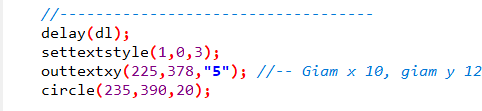 //----------------------------------
delay(dl);
settextstyle(1,0,3);
outtextxy(225,378,"5"); //-- Giam x 10, giam y 12
circle(235,390,20);